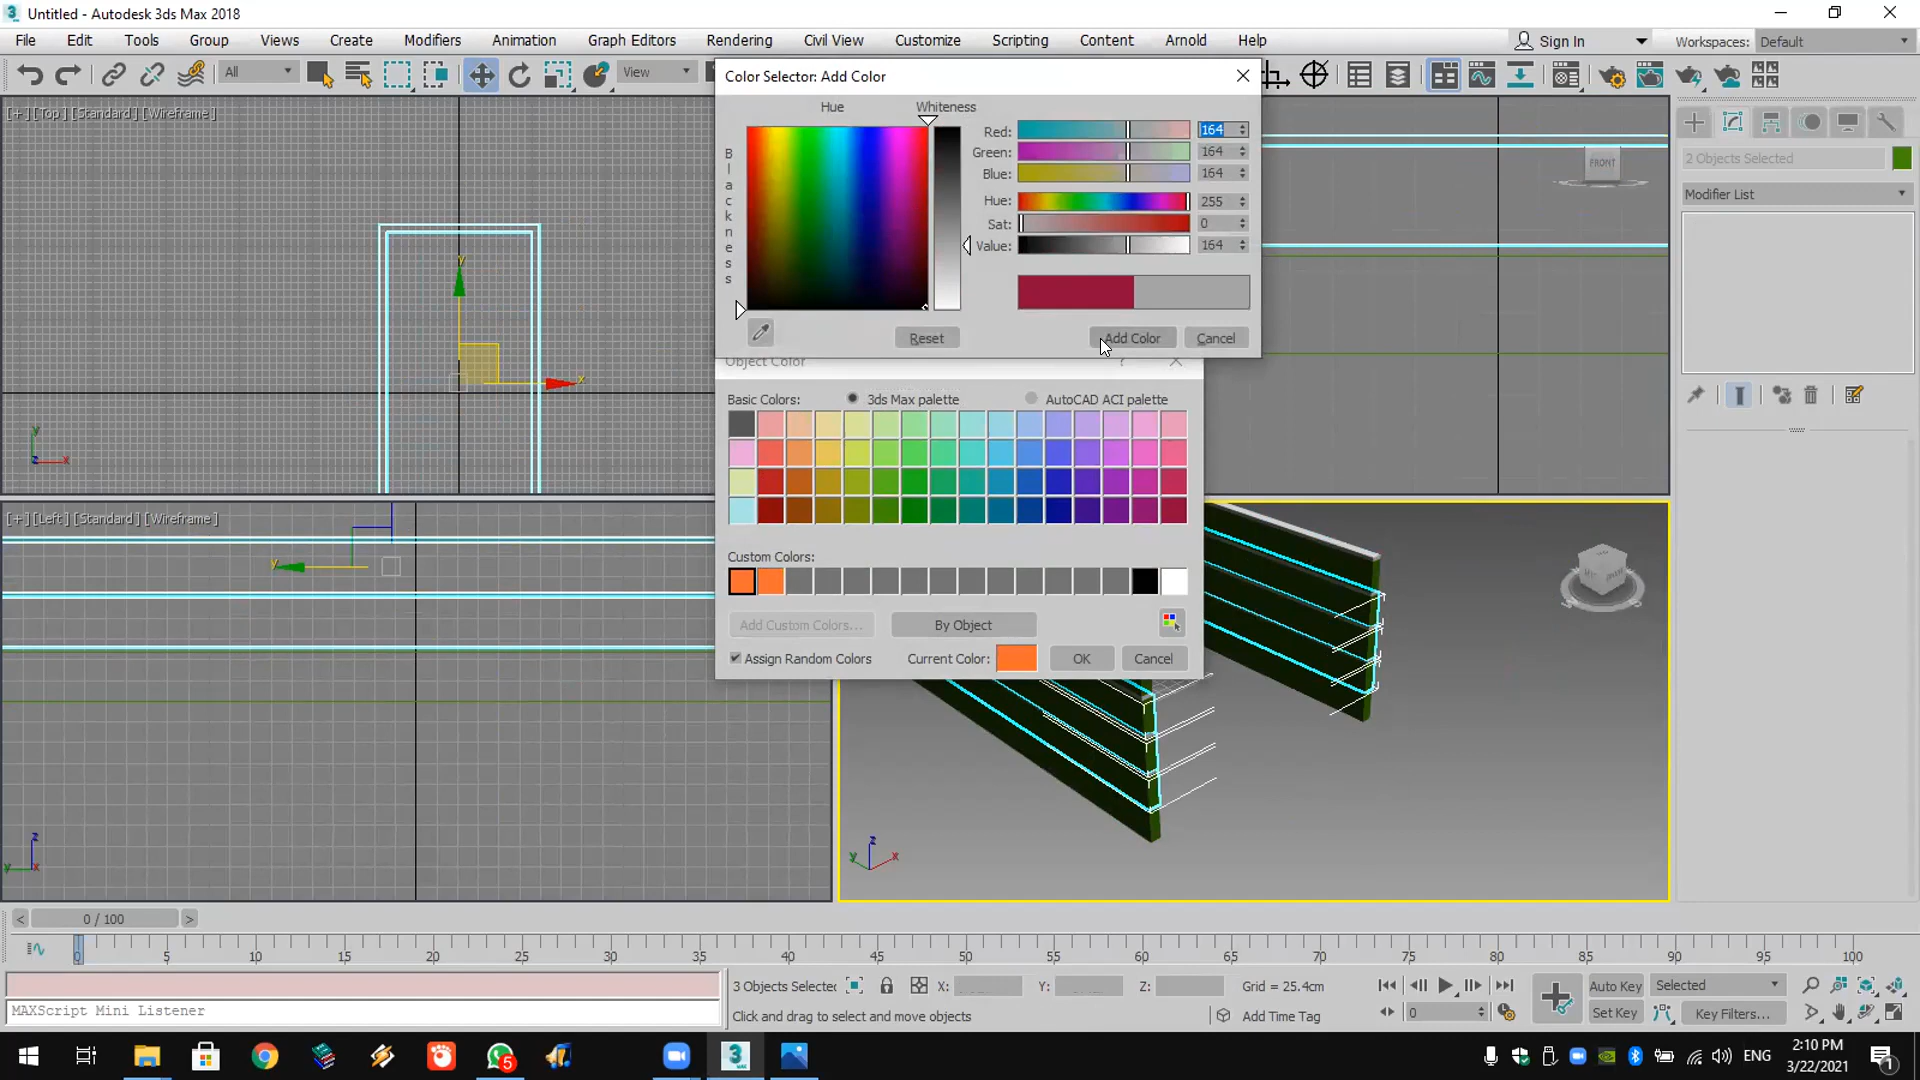 3 Untitled - Autodesk 3ds Max 2018
File Edit Tools Group Views Create Modifiers Animation Graph Editors Rendering Civil View Customize Scripting Content Arnold Help Sign In Workspaces: Default
All View
Color Selector: Add Color
Hue Whiteness
Blackness
Red: 164
Green: 164
Blue: 164
Hue: 255
Sat: 0
Value: 164
Reset Add Color Cancel
[+] [Top] [Standard] [Wireframe]
y
x
y
z x
FRONT
2 Objects Selected
Modifier List
Object Color ?
Basic Colors: 3ds Max palette AutoCAD ACI palette
Custom Colors:
Add Custom Colors... By Object
Assign Random Colors Current Color: OK Cancel
[+] [Left] [Standard] [Wireframe]
y
z
y x
z
y x
< 0 / 100 >
0 5 10 15 20 25 30 35 40 45 50 55 60 65 70 75 80 85 90 95 100
3 Objects Selected X: Y: Z: Grid = 25.4cm Auto Key Selected
MAXScript Mini Listener
Click and drag to select and move objects Add Time Tag 0 Set Key Key Filters...
5
3
ENG
2:10 PM
3/22/2021
1